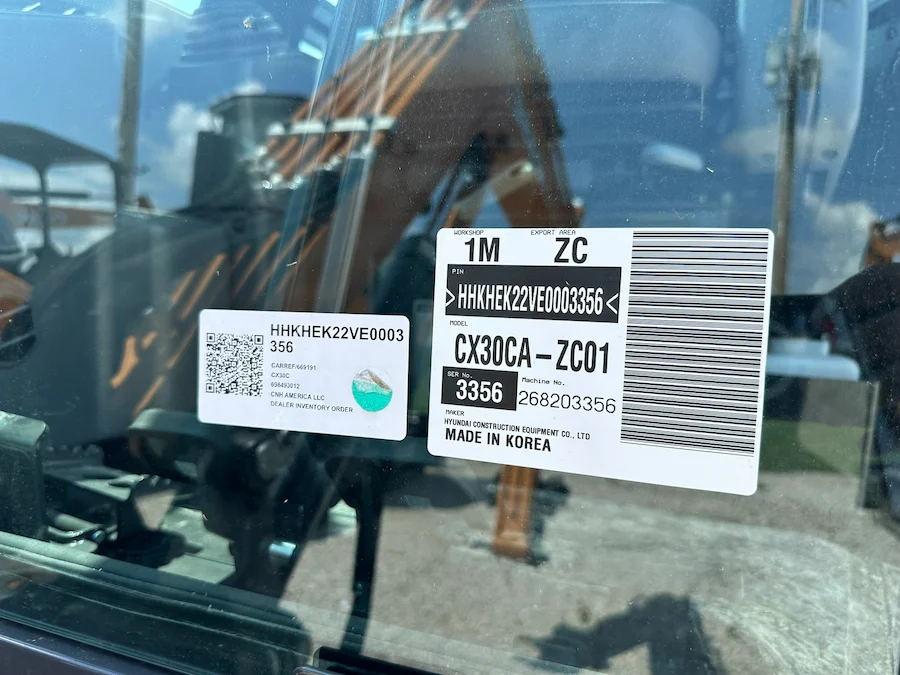 HHKHEK22VE0003
356
CARREF/669191
CX30C
698493012
CNH AMERICA LLC
DEALER INVENTORY ORDER
WORKSHOP EXPORT AREA
1M ZC
PIN
>HHKHEK22VE0003356<
MODEL
CX30CA-ZC01
SER No. Machine No.
3356 268203356
MAKER
HYUNDAI CONSTRUCTION EQUIPMENT CO., LTD
MADE IN KOREA